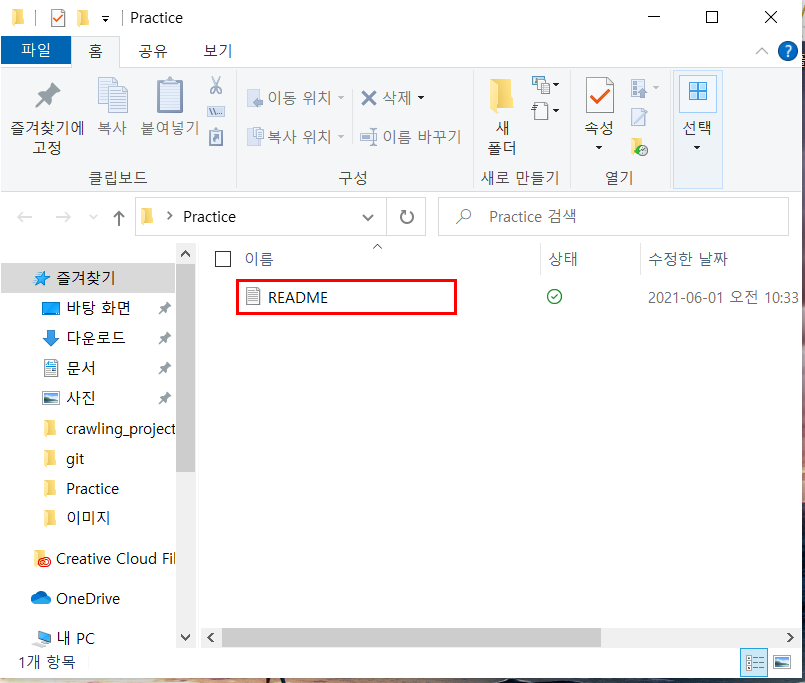 Practice
파일 홈 공유 보기
즐겨찾기에
고정
복사
붙여넣기
W...
클립보드
이동 위치
복사 위치
삭제
이름 바꾸기
구성
새
폴더
새로 만들기
속성
열기
선택
Practice
Practice 검색
이름 상태 수정한 날짜
README 2021-06-01 오전 10:33
즐겨찾기
바탕 화면
다운로드
문서
사진
crawling_project
git
Practice
이미지
Creative Cloud Fil
OneDrive
내 PC
1개 항목